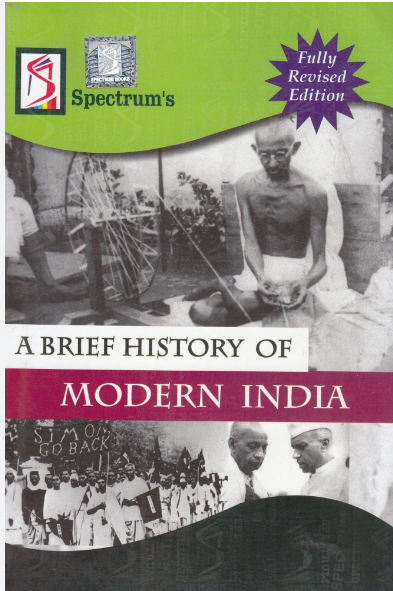 SPECTRUM BOOKS
Spectrum's
Fully
Revised
Edition
A BRIEF HISTORY OF
MODERN INDIA
SIMON
GO BACK